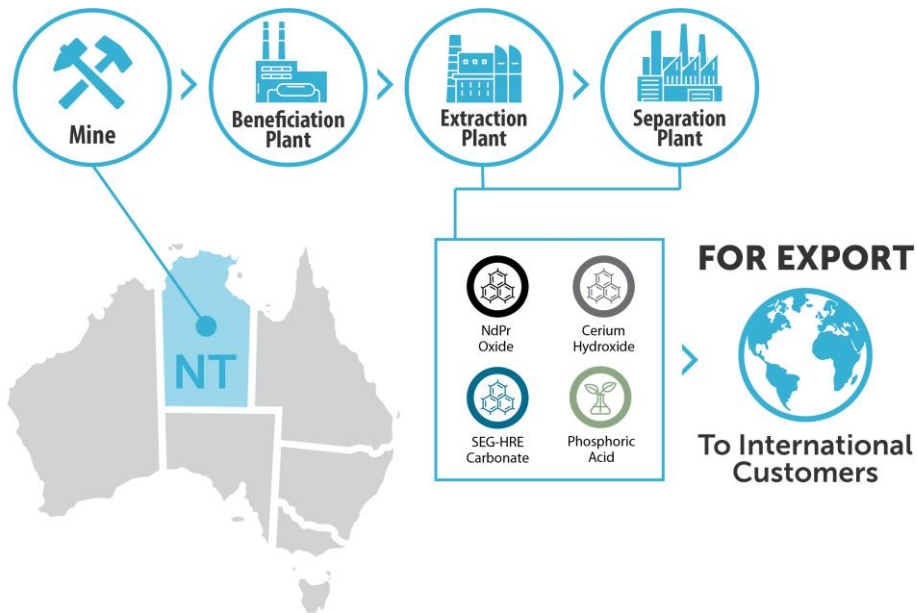 Mine
Beneficiation
Plant
Extraction
Plant
Separation
Plant
NT
NdPr
Oxide
Cerium
Hydroxide
SEG-HRE
Carbonate
Phosphoric
Acid
FOR EXPORT
To International
Customers